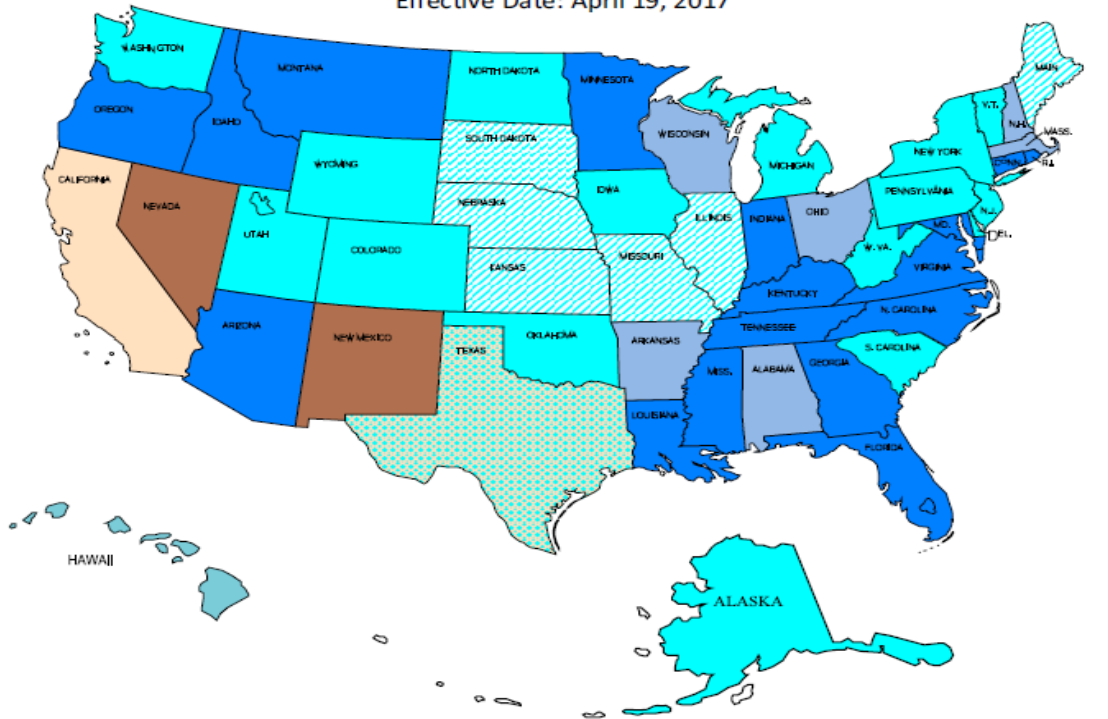 Effective Date: April 19, 2017
WASHINGTON
MONTANA
NORTH DAKOTA
MINNESOTA
MAIN
OREGON
IDAHO
V.T.
N.H.
MASS.
SOUTH DAKOTA
WISCONSIN
WYOMING
MICHIGAN
NEW YORK
CONN.
RI
CALIFORNIA
NEVADA
NEBRASKA
IOWA
PENNSYLVANIA
ILLINOIS
INDIANA
OHIO
N.J.
UTAH
COLORADO
MD.
DEL.
W.VA.
KANSAS
MISSOURI
VIRGINIA
KENTUCKY
N. CAROLINA
ARIZONA
NEW MEXICO
OKLAHOMA
TENNESSEE
TEXAS
ARKANSAS
S. CAROLINA
MISS.
ALABAMA
GEORGIA
LOUISIANA
FLORIDA
HAWAII
ALASKA